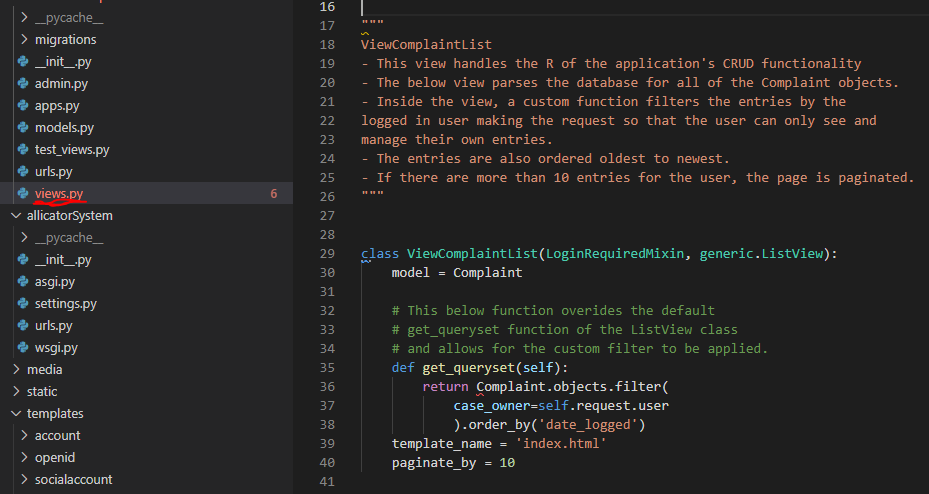 __pycache__
migrations
__init__.py
admin.py
apps.py
models.py
test_views.py
urls.py
views.py 6
allicatorSystem
__pycache__
__init__.py
asgi.py
settings.py
urls.py
wsgi.py
media
static
templates
account
openid
socialaccount
16
17 """
18 ViewComplaintList
19 - This view handles the R of the application's CRUD functionality
20 - The below view parses the database for all of the Complaint objects.
21 - Inside the view, a custom function filters the entries by the
22 logged in user making the request so that the user can only see and
23 manage their own entries.
24 - The entries are also ordered oldest to newest.
25 - If there are more than 10 entries for the user, the page is paginated.
26 """
27
28
29 class ViewComplaintList(LoginRequiredMixin, generic.ListView):
30     model = Complaint
31
32     # This below function overides the default
33     # get_queryset function of the ListView class
34     # and allows for the custom filter to be applied.
35     def get_queryset(self):
36         return Complaint.objects.filter(
37             case_owner=self.request.user
38             ).order_by('date_logged')
39     template_name = 'index.html'
40     paginate_by = 10
41